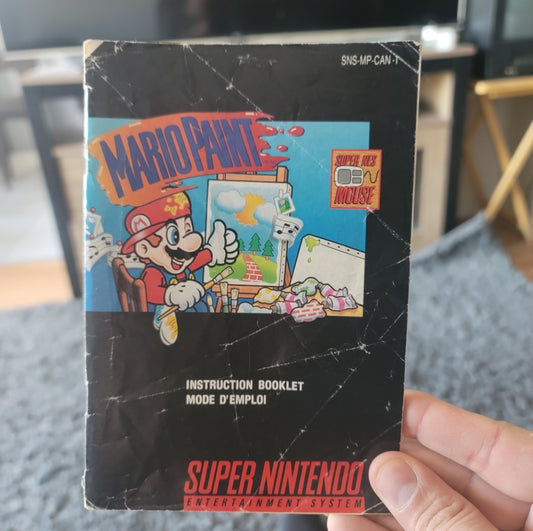 SNS-MP-CAN-1
MARIO PAINT
SUPER NES
MOUSE
INSTRUCTION BOOKLET
MODE D'EMPLOI
SUPER NINTENDO
ENTERTAINMENT SYSTEM